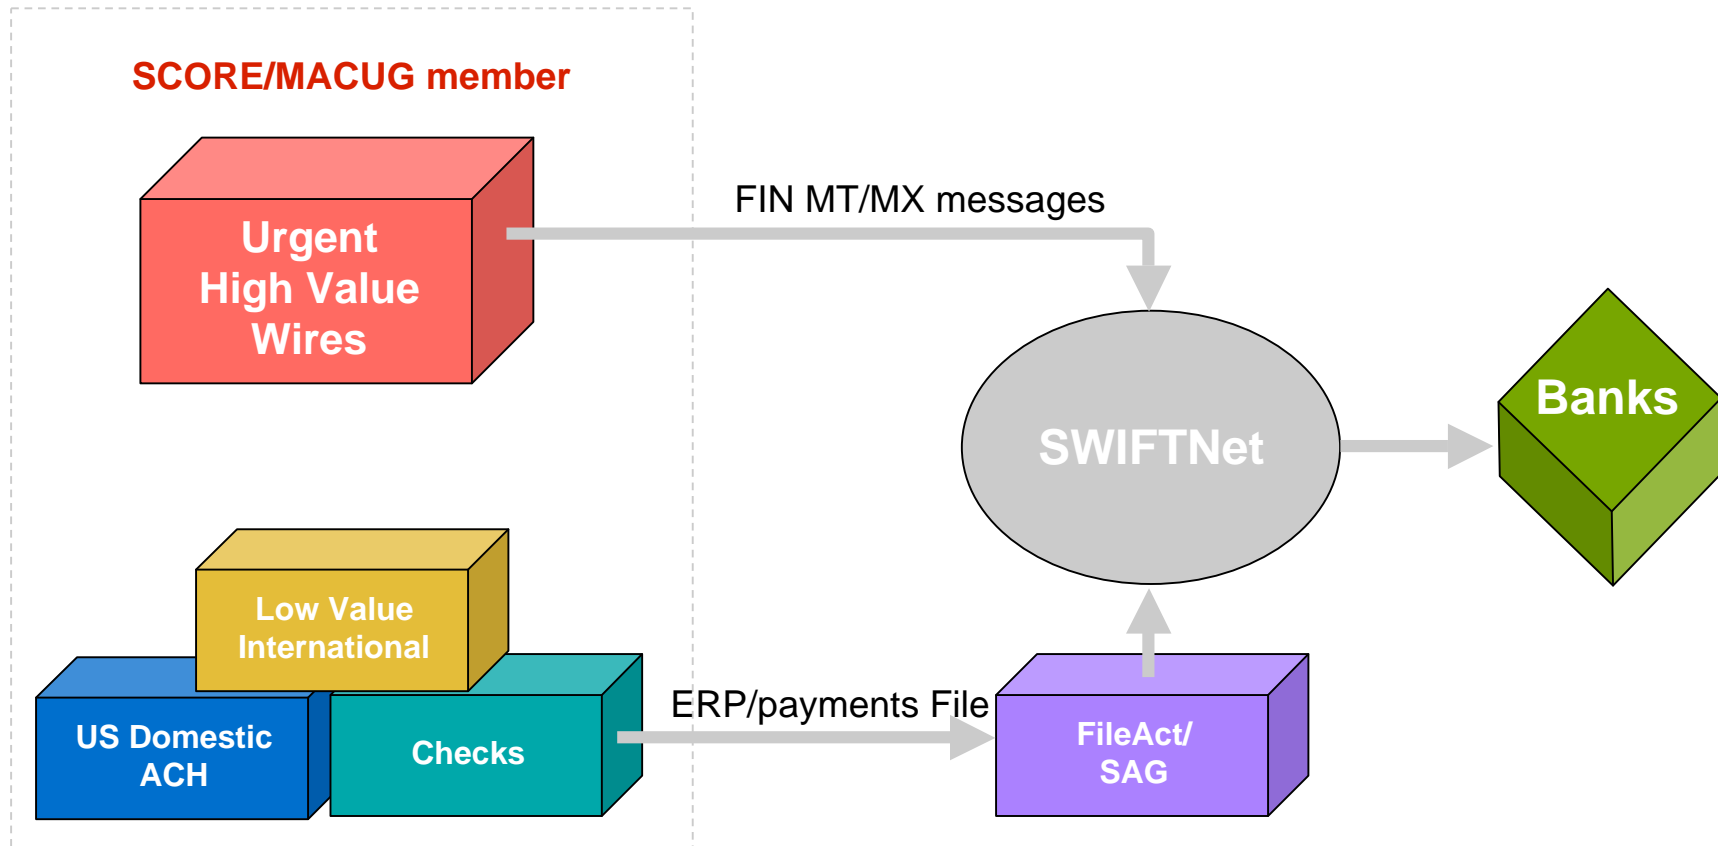 SCORE/MACUG member
Urgent
High Value
Wires
FIN MT/MX messages
SWIFTNet
Banks
Low Value
International
US Domestic
ACH
Checks
ERP/payments File
FileAct/
SAG